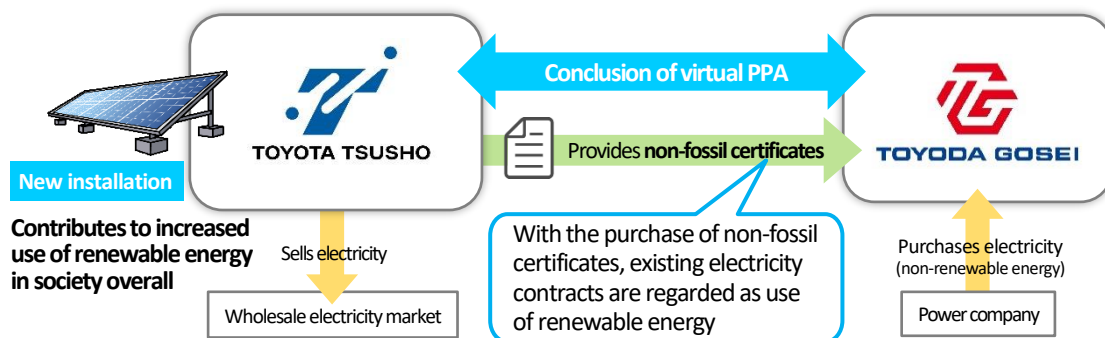 Conclusion of virtual PPA
TOYOTA TSUSHO
Provides non-fossil certificates
TG
TOYODA GOSEI
New installation
Contributes to increased
use of renewable energy
in society overall
Sells electricity
With the purchase of non-fossil
certificates, existing electricity
contracts are regarded as use
of renewable energy
Purchases electricity
(non-renewable energy)
Wholesale electricity market
Power company